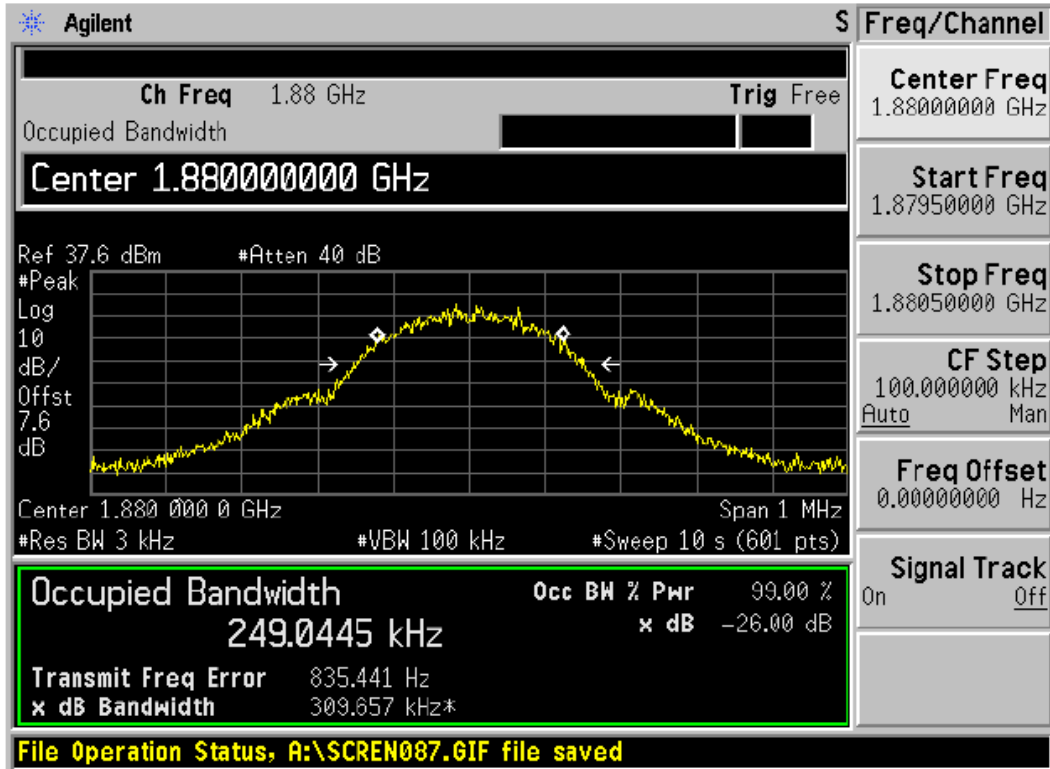 Agilent S Freq/Channel
Ch Freq 1.88 GHz Trig Free
Occupied Bandwidth
Center 1.880000000 GHz
Ref 37.6 dBm #Atten 40 dB
#Peak
Log
10
dB/
Offst
7.6
dB
Center 1.880 000 0 GHz Span 1 MHz
#Res BW 3 kHz #VBW 100 kHz #Sweep 10 s (601 pts)
Occupied Bandwidth Occ BW % Pwr 99.00 %
249.0445 kHz x dB -26.00 dB
Transmit Freq Error 835.441 Hz
x dB Bandwidth 309.657 kHz*
File Operation Status, A:\SCREN087.GIF file saved
Center Freq
1.88000000 GHz
Start Freq
1.87950000 GHz
Stop Freq
1.88050000 GHz
CF Step
100.000000 kHz
Auto Man
Freq Offset
0.00000000 Hz
Signal Track
On Off